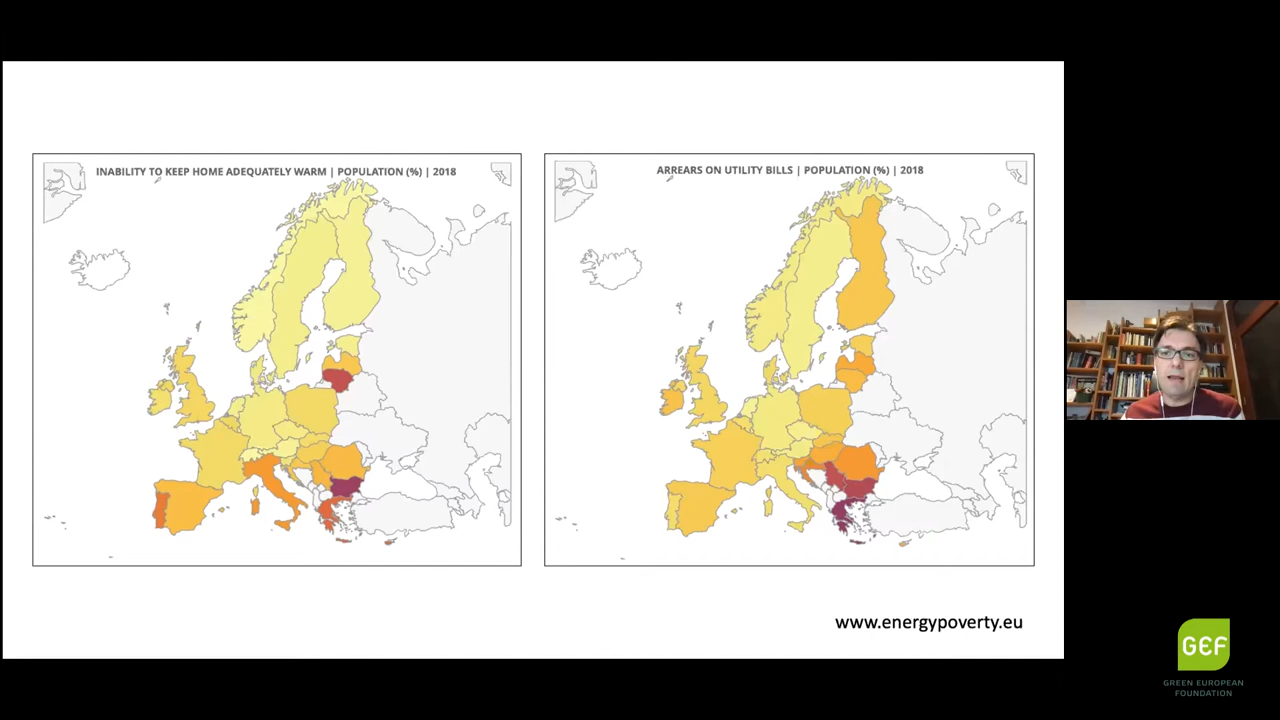 INABILITY TO KEEP HOME ADEQUATELY WARM | POPULATION (%) | 2018
ARREARS ON UTILITY BILLS | POPULATION (%) | 2018
www.energypoverty.eu
GEF
GREEN EUROPEAN
FOUNDATION